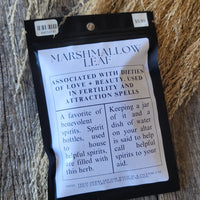 MARSHMALLOW
LEAF
ASSOCIATED WITH DIETIES
OF LOVE + BEAUTY. USED
IN FERTILITY AND
ATTRACTION SPELLS
A favorite of
benevolent
spirits. Spirit
bottles, used
to house
helpful spirits,
are filled with
this herb.
Keeping a jar
of it and a
dish of water
on your altar
is said to help
call helpful
spirits to your
aid.